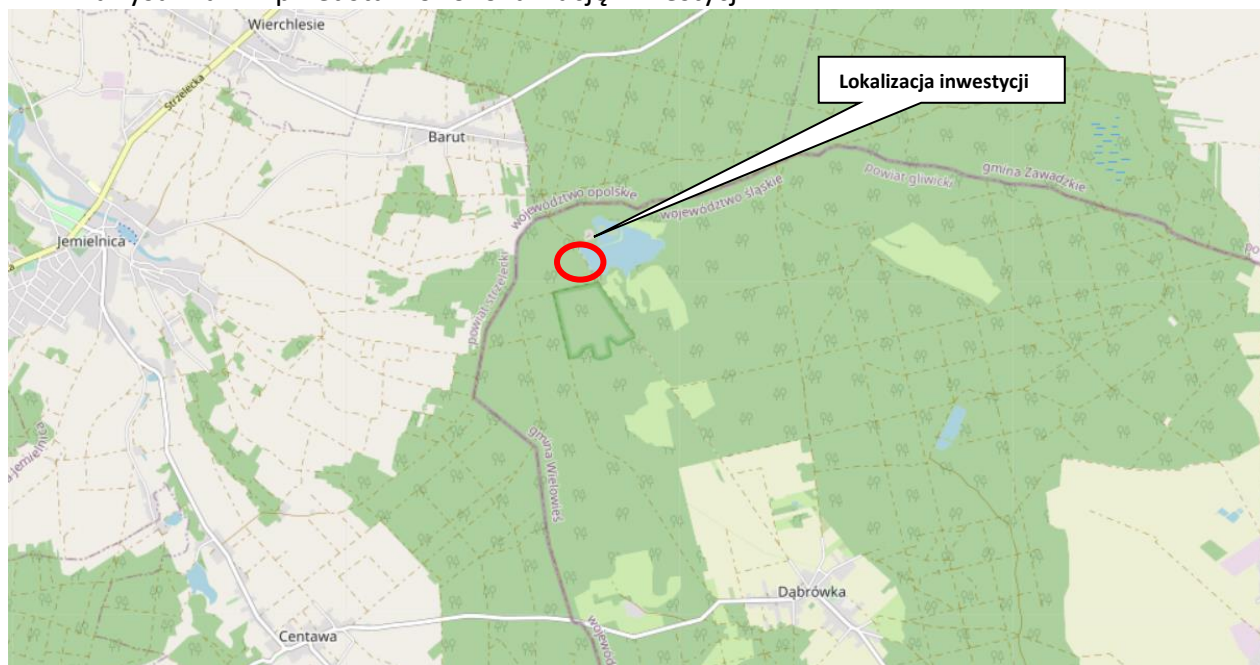 Wierchlesie
Strzelecka
Lokalizacja inwestycji
Barut
gmina Zawadzkie
powiat gliwicki
województwo opolskie
województwo śląskie
Jemielnica
powiat strzelecki
gmina Wielowieś
Dąbrówka
Centawa